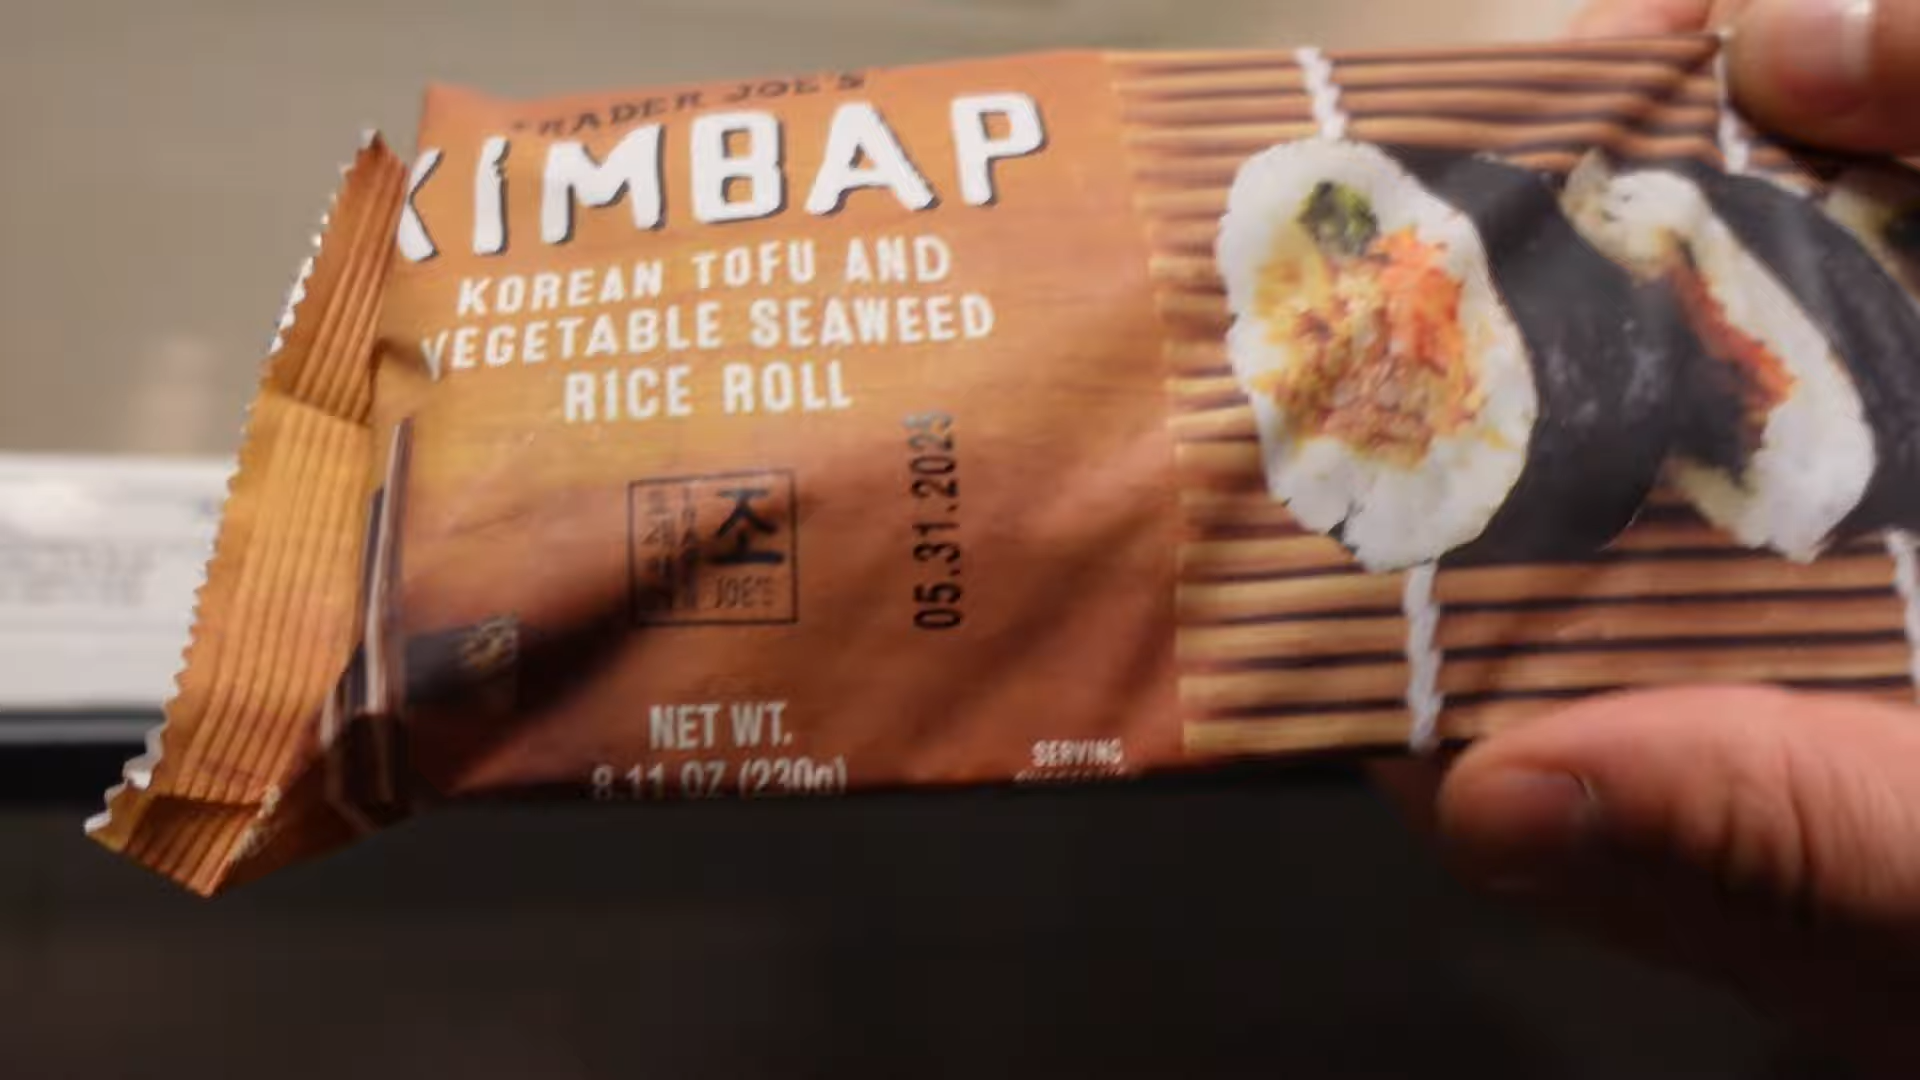 TRADER JOE'S
KIMBAP
KOREAN TOFU AND
VEGETABLE SEAWEED
RICE ROLL
조
JOE'S
05.31.2025
NET WT.
8.11 OZ (230g)
SERVING